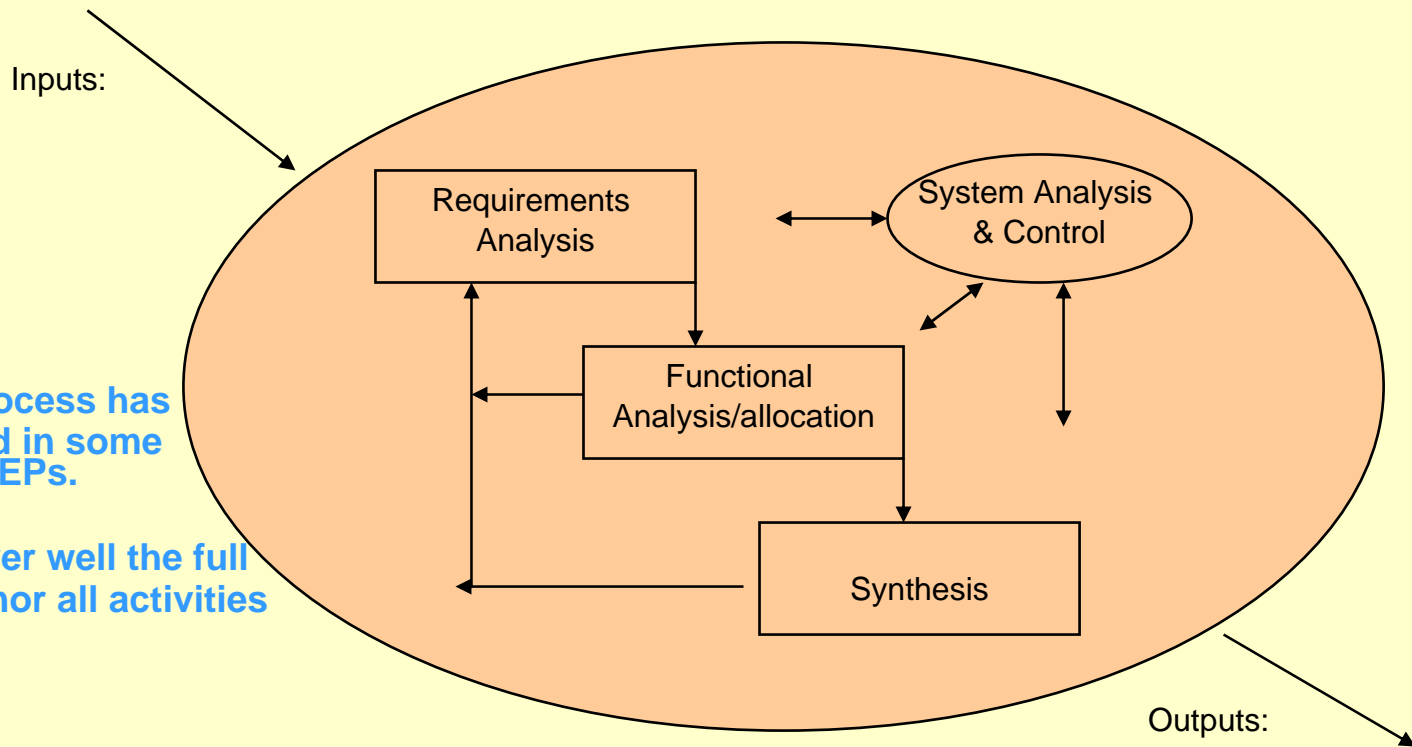 Inputs:
Requirements
Analysis
System Analysis
& Control
Functional
Analysis/allocation
ocess has
d in some
EPs.
er well the full
nor all activities
Synthesis
Outputs: